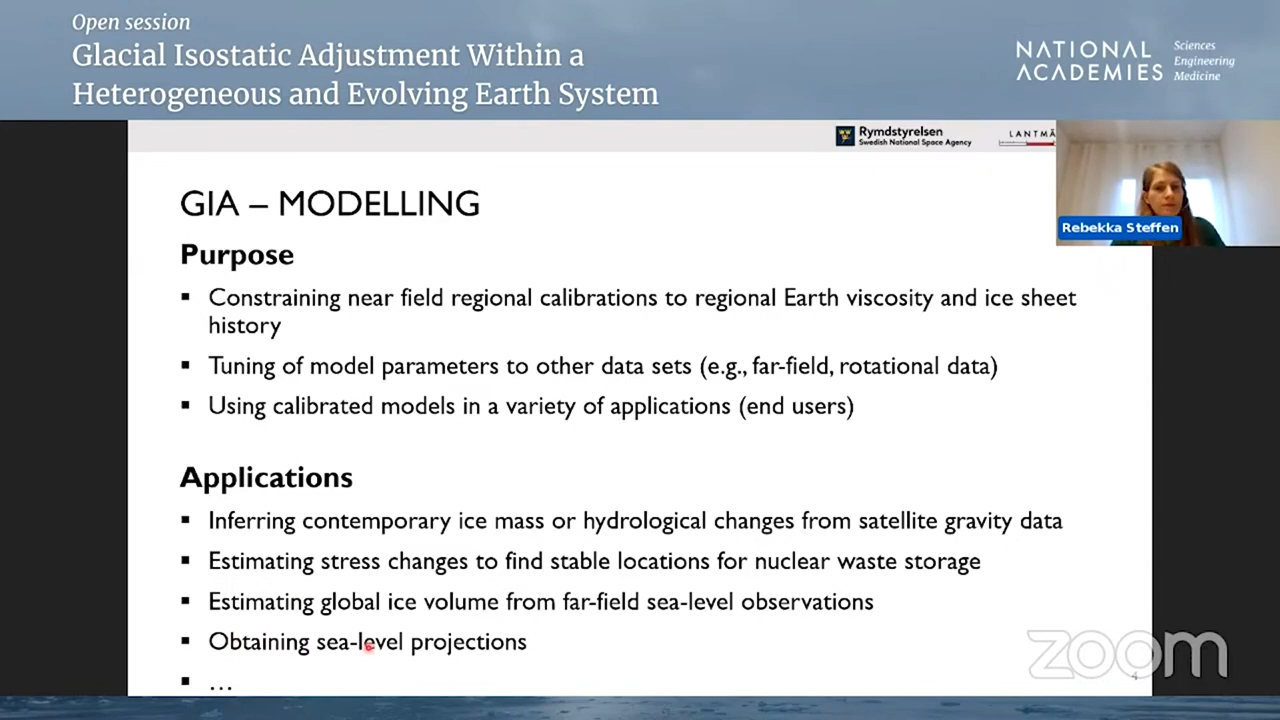 Open session
Glacial Isostatic Adjustment Within a
Heterogeneous and Evolving Earth System
NATIONAL
ACADEMIES
Sciences
Engineering
Medicine
Rymdstyrelsen
Swedish National Space Agency
LANTMÄ
Rebekka Steffen
GIA – MODELLING
Purpose
▪ Constraining near field regional calibrations to regional Earth viscosity and ice sheet
history
▪ Tuning of model parameters to other data sets (e.g., far-field, rotational data)
▪ Using calibrated models in a variety of applications (end users)
Applications
▪ Inferring contemporary ice mass or hydrological changes from satellite gravity data
▪ Estimating stress changes to find stable locations for nuclear waste storage
▪ Estimating global ice volume from far-field sea-level observations
▪ Obtaining sea-level projections
▪ …
zoom
4